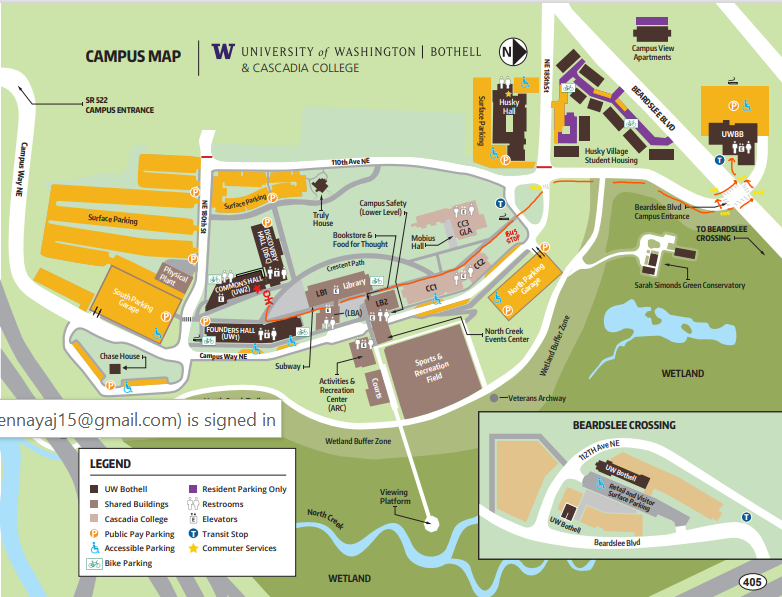 CAMPUS MAP
W UNIVERSITY of WASHINGTON | BOTHELL
& CASCADIA COLLEGE
N
Campus View
Apartments
SR 522
CAMPUS ENTRANCE
Campus Way NE
NE 185th St
BEARDSLEE BLVD
Surface Parking
Husky
Hall
Husky Village
Student Housing
UWBB
110th Ave NE
NE 180th St
Surface Parking
Surface Parking
Truly
House
Campus Safety
(Lower Level)
Bookstore &
Food for Thought
Mobius
Hall
CC3
GLA
BUS
STOP
Beardslee Blvd
Campus Entrance
TO BEARDSLEE
CROSSING
DISCOVERY
HALL (DISC)
Crescent Path
COMMONS HALL
(UW2)
Physical
Plant
South Parking
Garage
LB1
Library
LB2
(LBA)
CC1
CC2
North Parking
Garage
Sarah Simonds Green Conservatory
FOUNDERS HALL
(UW1)
Campus Way NE
Chase House
Subway
North Creek
Events Center
Sports &
Recreation
Field
Activities &
Recreation
Center
(ARC)
Courts
Wetland Buffer Zone
WETLAND
Veterans Archway
ennayaj15@gmail.com) is signed in
Wetland Buffer Zone
BEARDSLEE CROSSING
112TH Ave NE
UW Bothell
Retail and Visitor
Surface Parking
UW Bothell
Beardslee Blvd
LEGEND
UW Bothell
Shared Buildings
Cascadia College
Public Pay Parking
Accessible Parking
Bike Parking
Resident Parking Only
Restrooms
Elevators
Transit Stop
Commuter Services
Viewing
Platform
North Creek
WETLAND
405